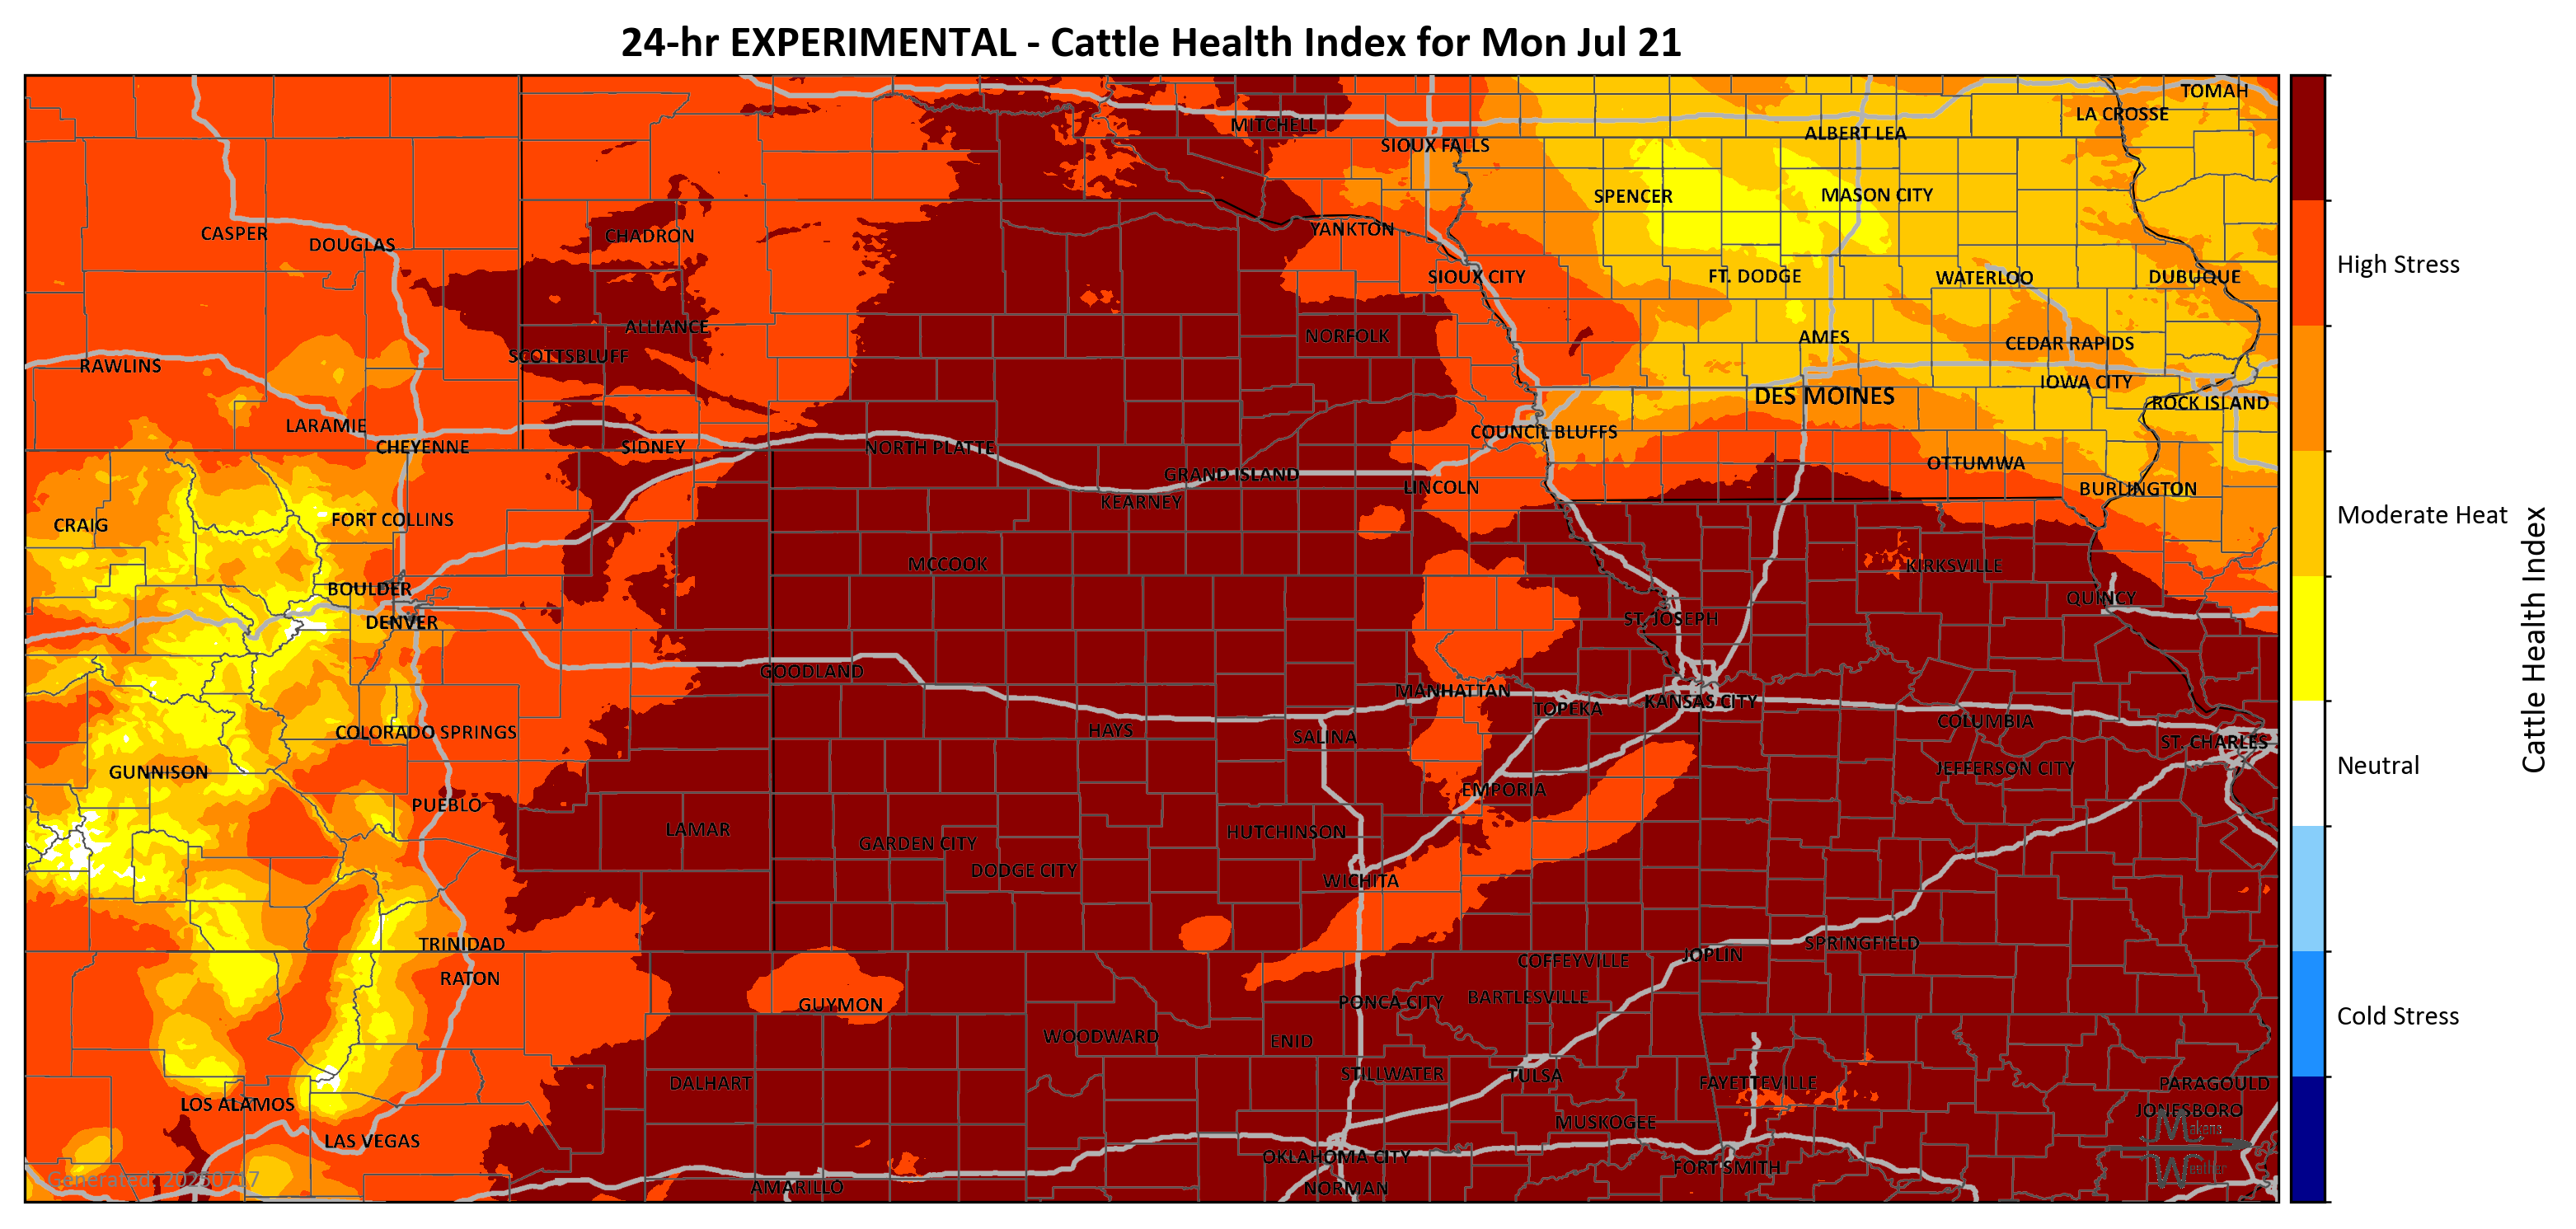 24-hr EXPERIMENTAL - Cattle Health Index for Mon Jul 21
TOMAH
LA CROSSE
MITCHELL
ALBERT LEA
SIOUX FALLS
SPENCER
MASON CITY
CASPER
DOUGLAS
CHADRON
YANKTON
SIOUX CITY
FT. DODGE
WATERLOO
DUBUQUE
High Stress
ALLIANCE
NORFOLK
AMES
CEDAR RAPIDS
SCOTTSBLUFF
RAWLINS
IOWA CITY
DES MOINES
ROCK ISLAND
LARAMIE
COUNCIL BLUFFS
CHEYENNE
SIDNEY
NORTH PLATTE
OTTUMWA
GRAND ISLAND
LINCOLN
BURLINGTON
KEARNEY
Moderate Heat
CRAIG
FORT COLLINS
MCCOOK
KIRKSVILLE
BOULDER
QUINCY
DENVER
ST. JOSEPH
Cattle Health Index
GOODLAND
MANHATTAN
TOPEKA
KANSAS CITY
COLUMBIA
COLORADO SPRINGS
HAYS
SALINA
ST. CHARLES
GUNNISON
JEFFERSON CITY
Neutral
EMPORIA
PUEBLO
LAMAR
HUTCHINSON
GARDEN CITY
DODGE CITY
WICHITA
TRINIDAD
SPRINGFIELD
JOPLIN
COFFEYVILLE
RATON
BARTLESVILLE
GUYMON
PONCA CITY
Cold Stress
WOODWARD
ENID
STILLWATER
TULSA
DALHART
FAYETTEVILLE
PARAGOULD
LOS ALAMOS
JONESBORO
MUSKOGEE
Makens
LAS VEGAS
OKLAHOMA CITY
FORT SMITH
Weather
Generated: 20250717
AMARILLO
NORMAN